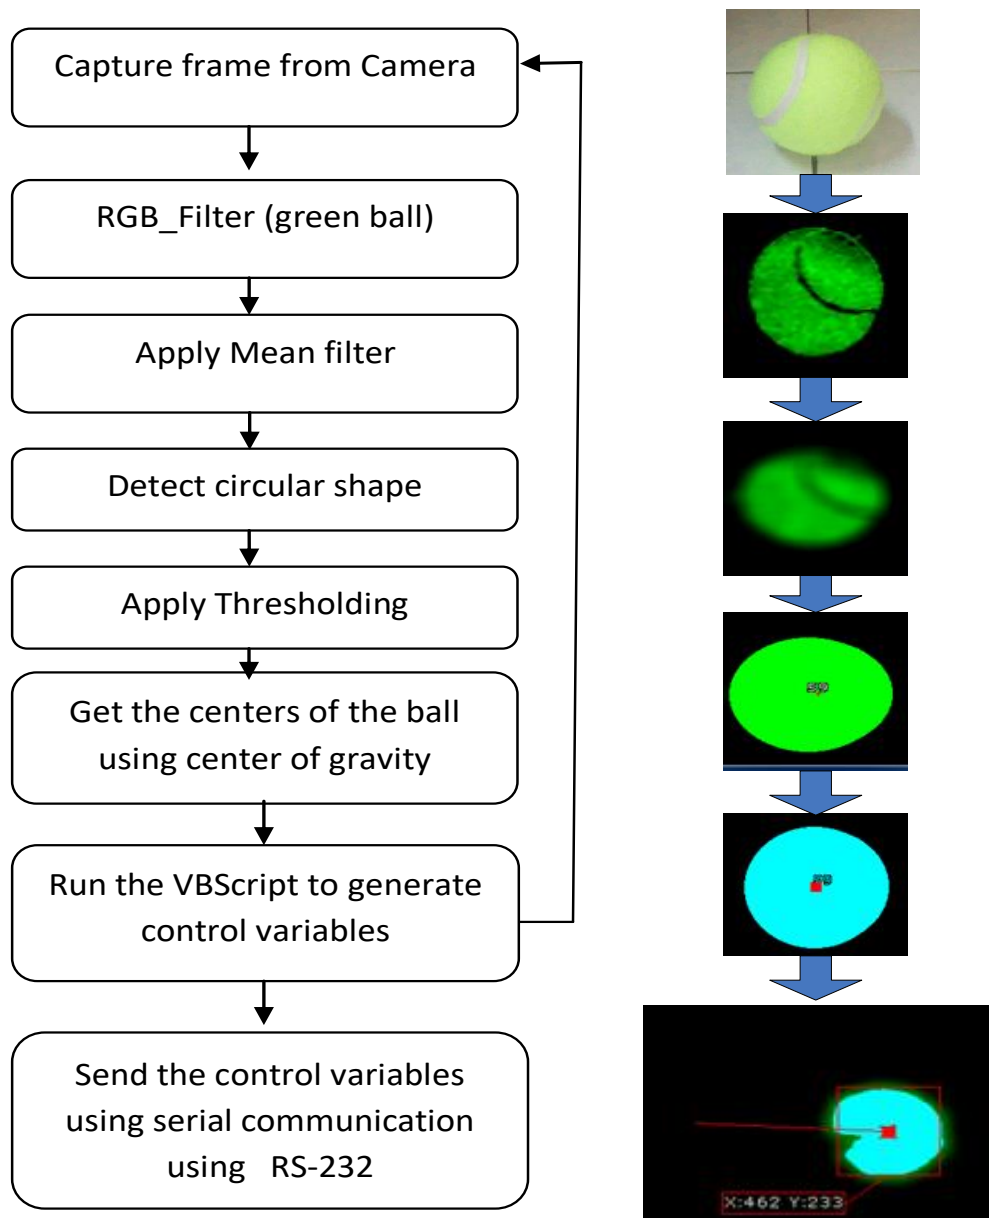 Capture frame from Camera
RGB_Filter (green ball)
Apply Mean filter
Detect circular shape
Apply Thresholding
Get the centers of the ball
using center of gravity
Run the VBScript to generate
control variables
Send the control variables
using serial communication
using RS-232
X:462 Y:233